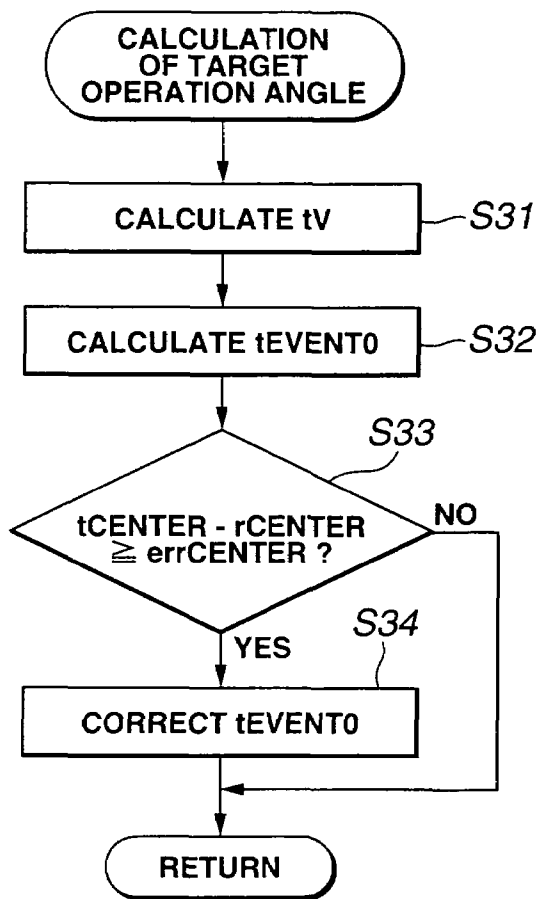 CALCULATION
OF TARGET
OPERATION ANGLE
CALCULATE tV
S31
CALCULATE tEVENT0
S32
S33
tCENTER - rCENTER
≧ errCENTER ?
NO
YES
S34
CORRECT tEVENT0
RETURN